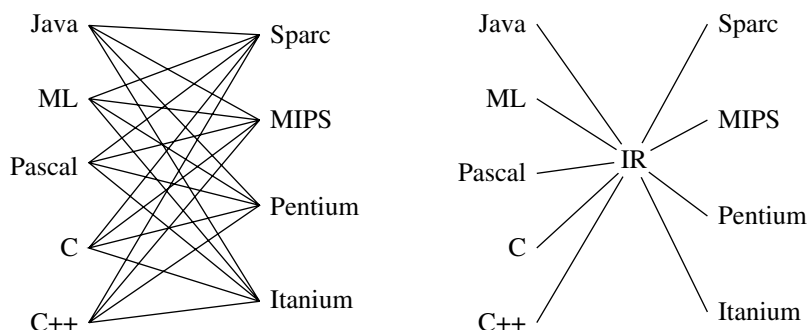 Java
ML
Pascal
C
C++
Sparc
MIPS
Pentium
Itanium
Java
ML
Pascal
C
C++
IR
Sparc
MIPS
Pentium
Itanium